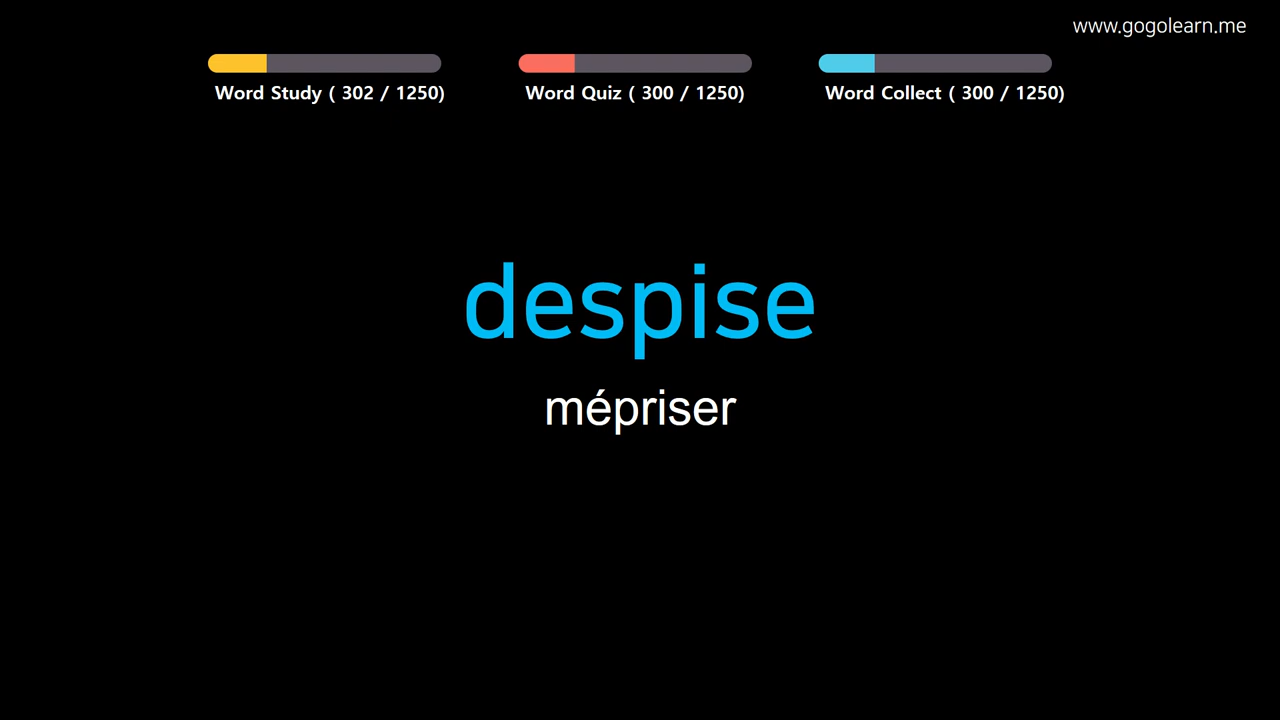 www.gogolearn.me
Word Study ( 302 / 1250)
Word Quiz ( 300 / 1250)
Word Collect ( 300 / 1250)
despise
mépriser